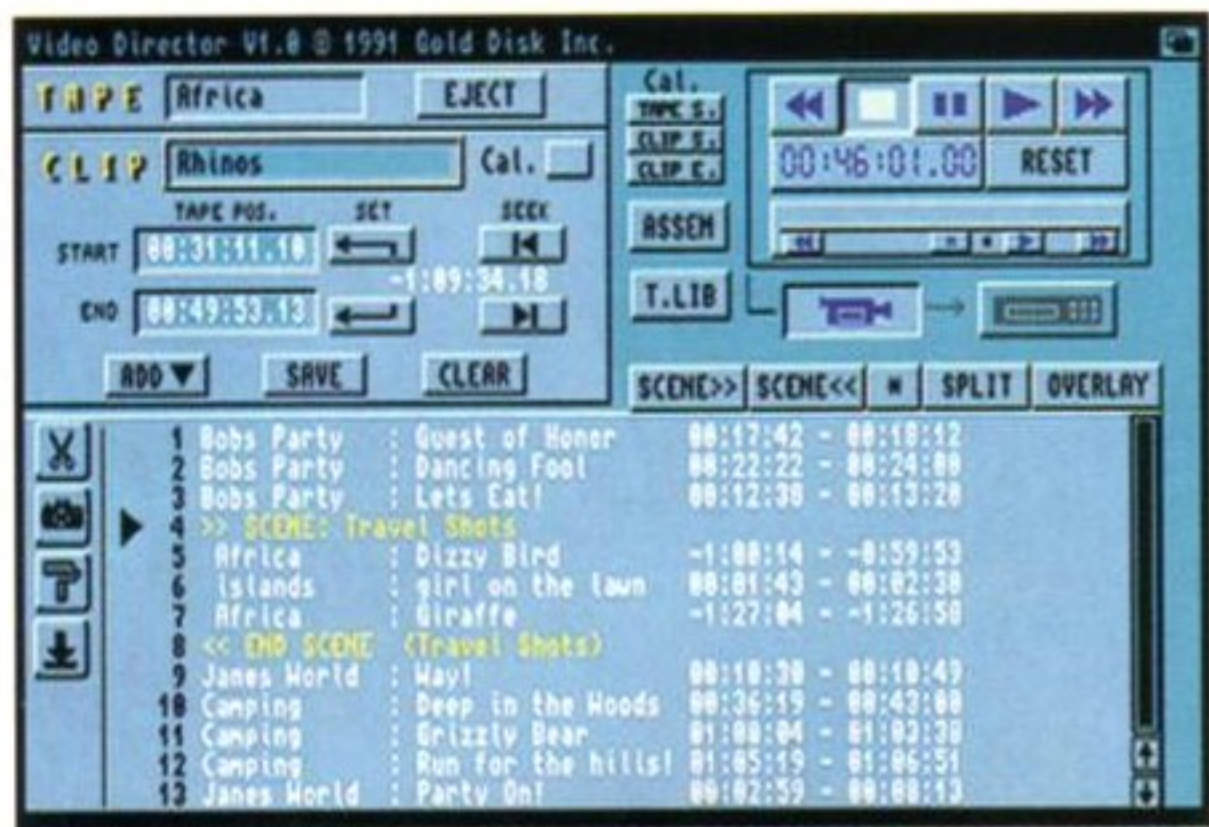 Video Director V1.0 © 1991 Gold Disk Inc.
TAPE Africa EJECT
CLIP Rhinos Cal.
TAPE POS. SET SEEK
START 00:31:11.10
-1:09:34.18
END 00:49:53.13
ADD SAVE CLEAR
Cal.
TAPE S.
CLIP S.
CLIP E.
ASSEM
T.LIB
00:46:01.00 RESET
SCENE>> SCENE<< * SPLIT OVERLAY
1 Bobs Party : Guest of Honor 00:17:42 - 00:18:12
2 Bobs Party : Dancing Fool 00:22:22 - 00:24:00
3 Bobs Party : Lets Eat! 00:12:38 - 00:13:20
4 >> SCENE: Travel Shots
5 Africa : Dizzy Bird -1:00:14 - -0:59:53
6 islands : girl on the lawn 00:01:43 - 00:02:30
7 Africa : Giraffe -1:27:04 - -1:26:50
8 << END SCENE (Travel Shots)
9 Janes World : Way! 00:10:30 - 00:10:49
10 Camping : Deep in the Woods 00:36:19 - 00:43:00
11 Camping : Grizzly Bear 01:00:04 - 01:03:38
12 Camping : Run for the hills! 01:05:19 - 01:06:51
13 Janes World : Party On! 00:02:59 - 00:08:13